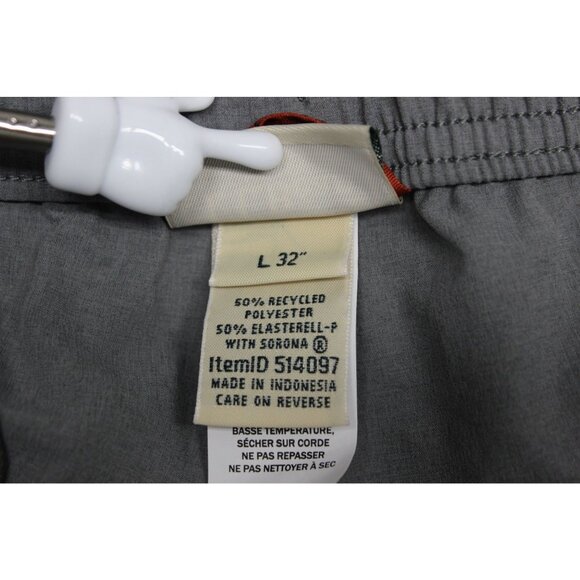 L 32"
50% RECYCLED
POLYESTER
50% ELASTERELL-P
WITH SORONA ®
ItemID 514097
MADE IN INDONESIA
CARE ON REVERSE
BASSE TEMPÉRATURE,
SÉCHER SUR CORDE
NE PAS REPASSER
NE PAS NETTOYER À SEC